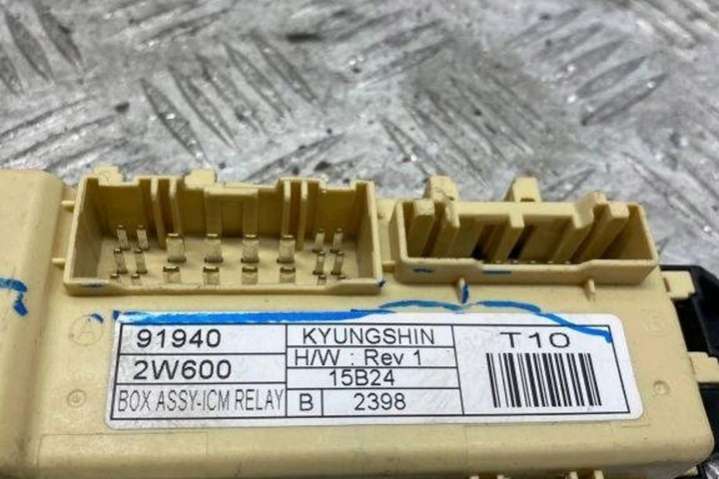 91940 KYUNGSHIN T10
2W600 H/W : Rev 1
15B24
BOX ASSY-ICM RELAY B 2398